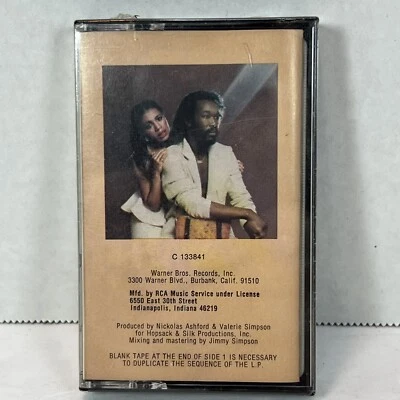 C 133841
Warner Bros. Records, Inc.
3300 Warner Blvd., Burbank, Calif. 91510
Mfd. by RCA Music Service under License
6550 East 30th Street
Indianapolis, Indiana 46219
Produced by Nickolas Ashford & Valerie Simpson
for Hopsack & Silk Productions, Inc.
Mixing and mastering by Jimmy Simpson
BLANK TAPE AT THE END OF SIDE 1 IS NECESSARY
TO DUPLICATE THE SEQUENCE OF THE L.P.